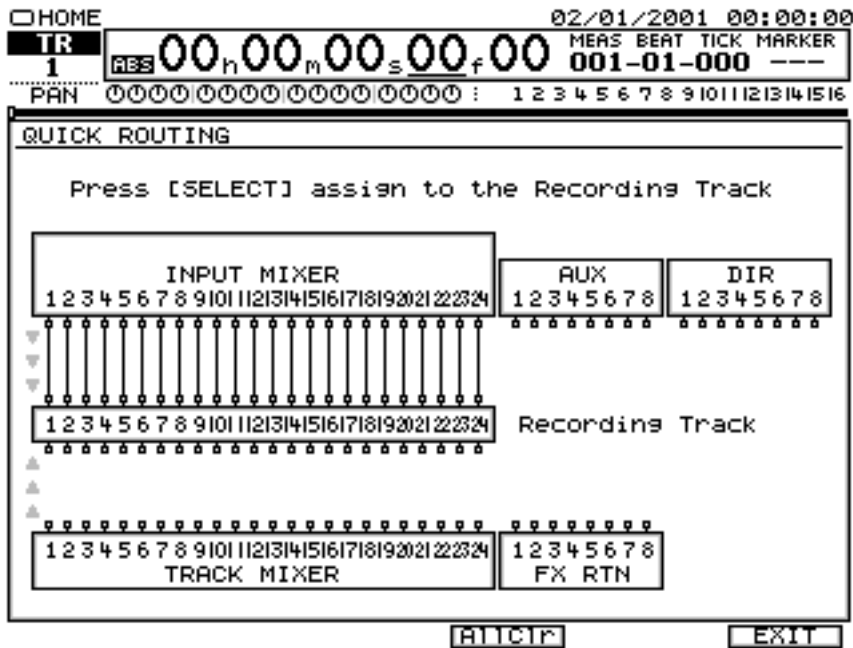 HOME 02/01/2001 00:00:00
TR MEAS BEAT TICK MARKER
1 ABS 00h00m00s00f00 001-01-000 ---
PAN 1 2 3 4 5 6 7 8 9 10 11 12 13 14 15 16
QUICK ROUTING
Press [SELECT] assign to the Recording Track
INPUT MIXER AUX DIR
1 2 3 4 5 6 7 8 9 10 11 12 13 14 15 16 17 18 19 20 21 22 23 24 1 2 3 4 5 6 7 8 1 2 3 4 5 6 7 8
1 2 3 4 5 6 7 8 9 10 11 12 13 14 15 16 17 18 19 20 21 22 23 24 Recording Track
1 2 3 4 5 6 7 8 9 10 11 12 13 14 15 16 17 18 19 20 21 22 23 24 1 2 3 4 5 6 7 8
TRACK MIXER FX RTN
AllClr EXIT